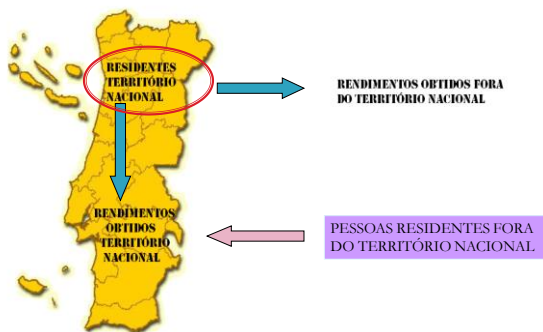 RESIDENTES
TERRITÓRIO
NACIONAL
RENDIMENTOS OBTIDOS FORA
DO TERRITÓRIO NACIONAL
RENDIMENTOS
OBTIDOS
TERRITÓRIO
NACIONAL
PESSOAS RESIDENTES FORA
DO TERRITÓRIO NACIONAL